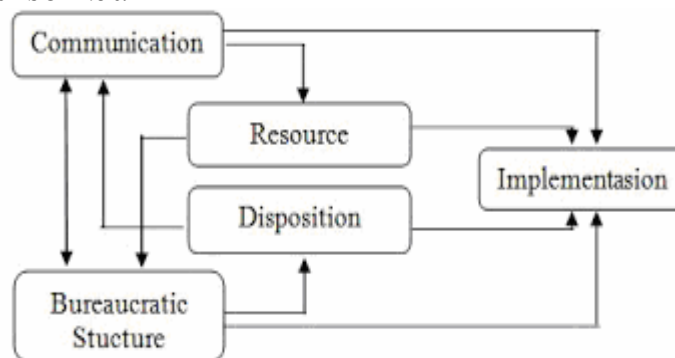 Communication
Resource
Implementasion
Disposition
Bureaucratic
Stucture